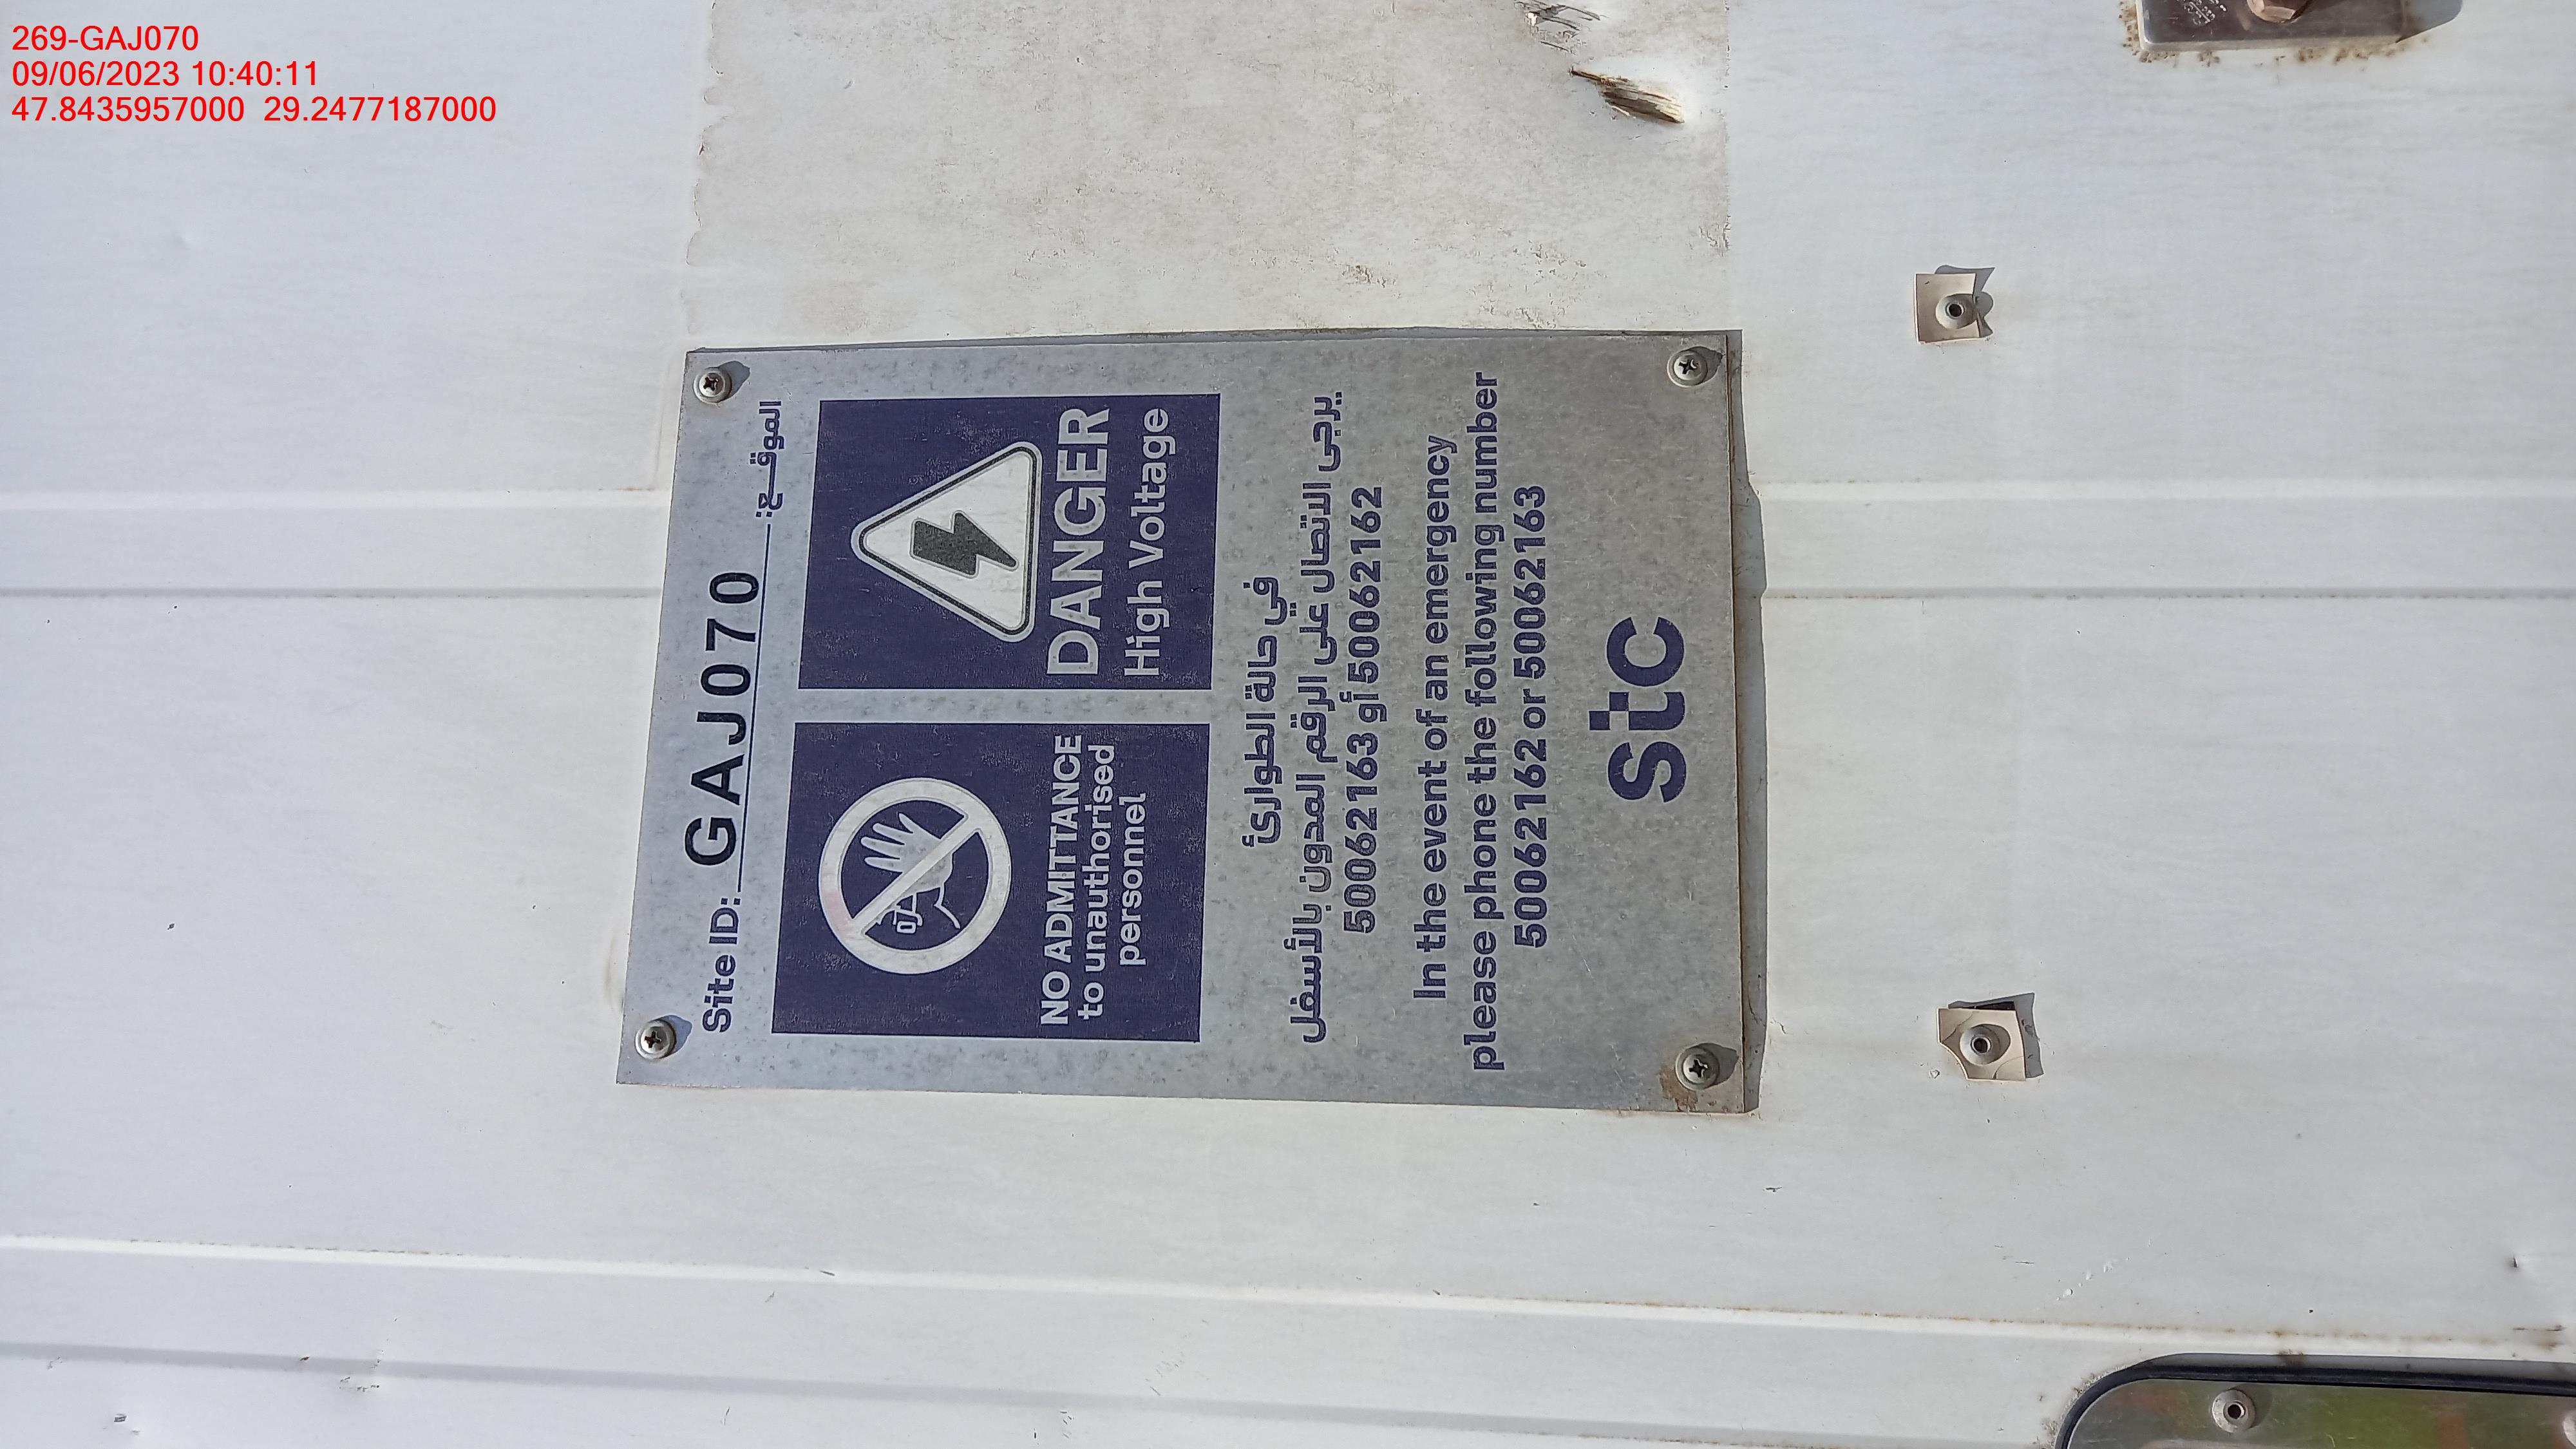 269-GAJ070
09/06/2023 10:40:11
47.8435957000 29.2477187000
Site ID: GAJ070 الموقـــع:
NO ADMITTANCE
to unauthorised
personnel
DANGER
High Voltage
في حالة الطوارئ
يرجى الاتصال على الرقم المدون بالأسفل
50062163 أو 50062162
In the event of an emergency
please phone the following number
50062162 or 50062163
stc